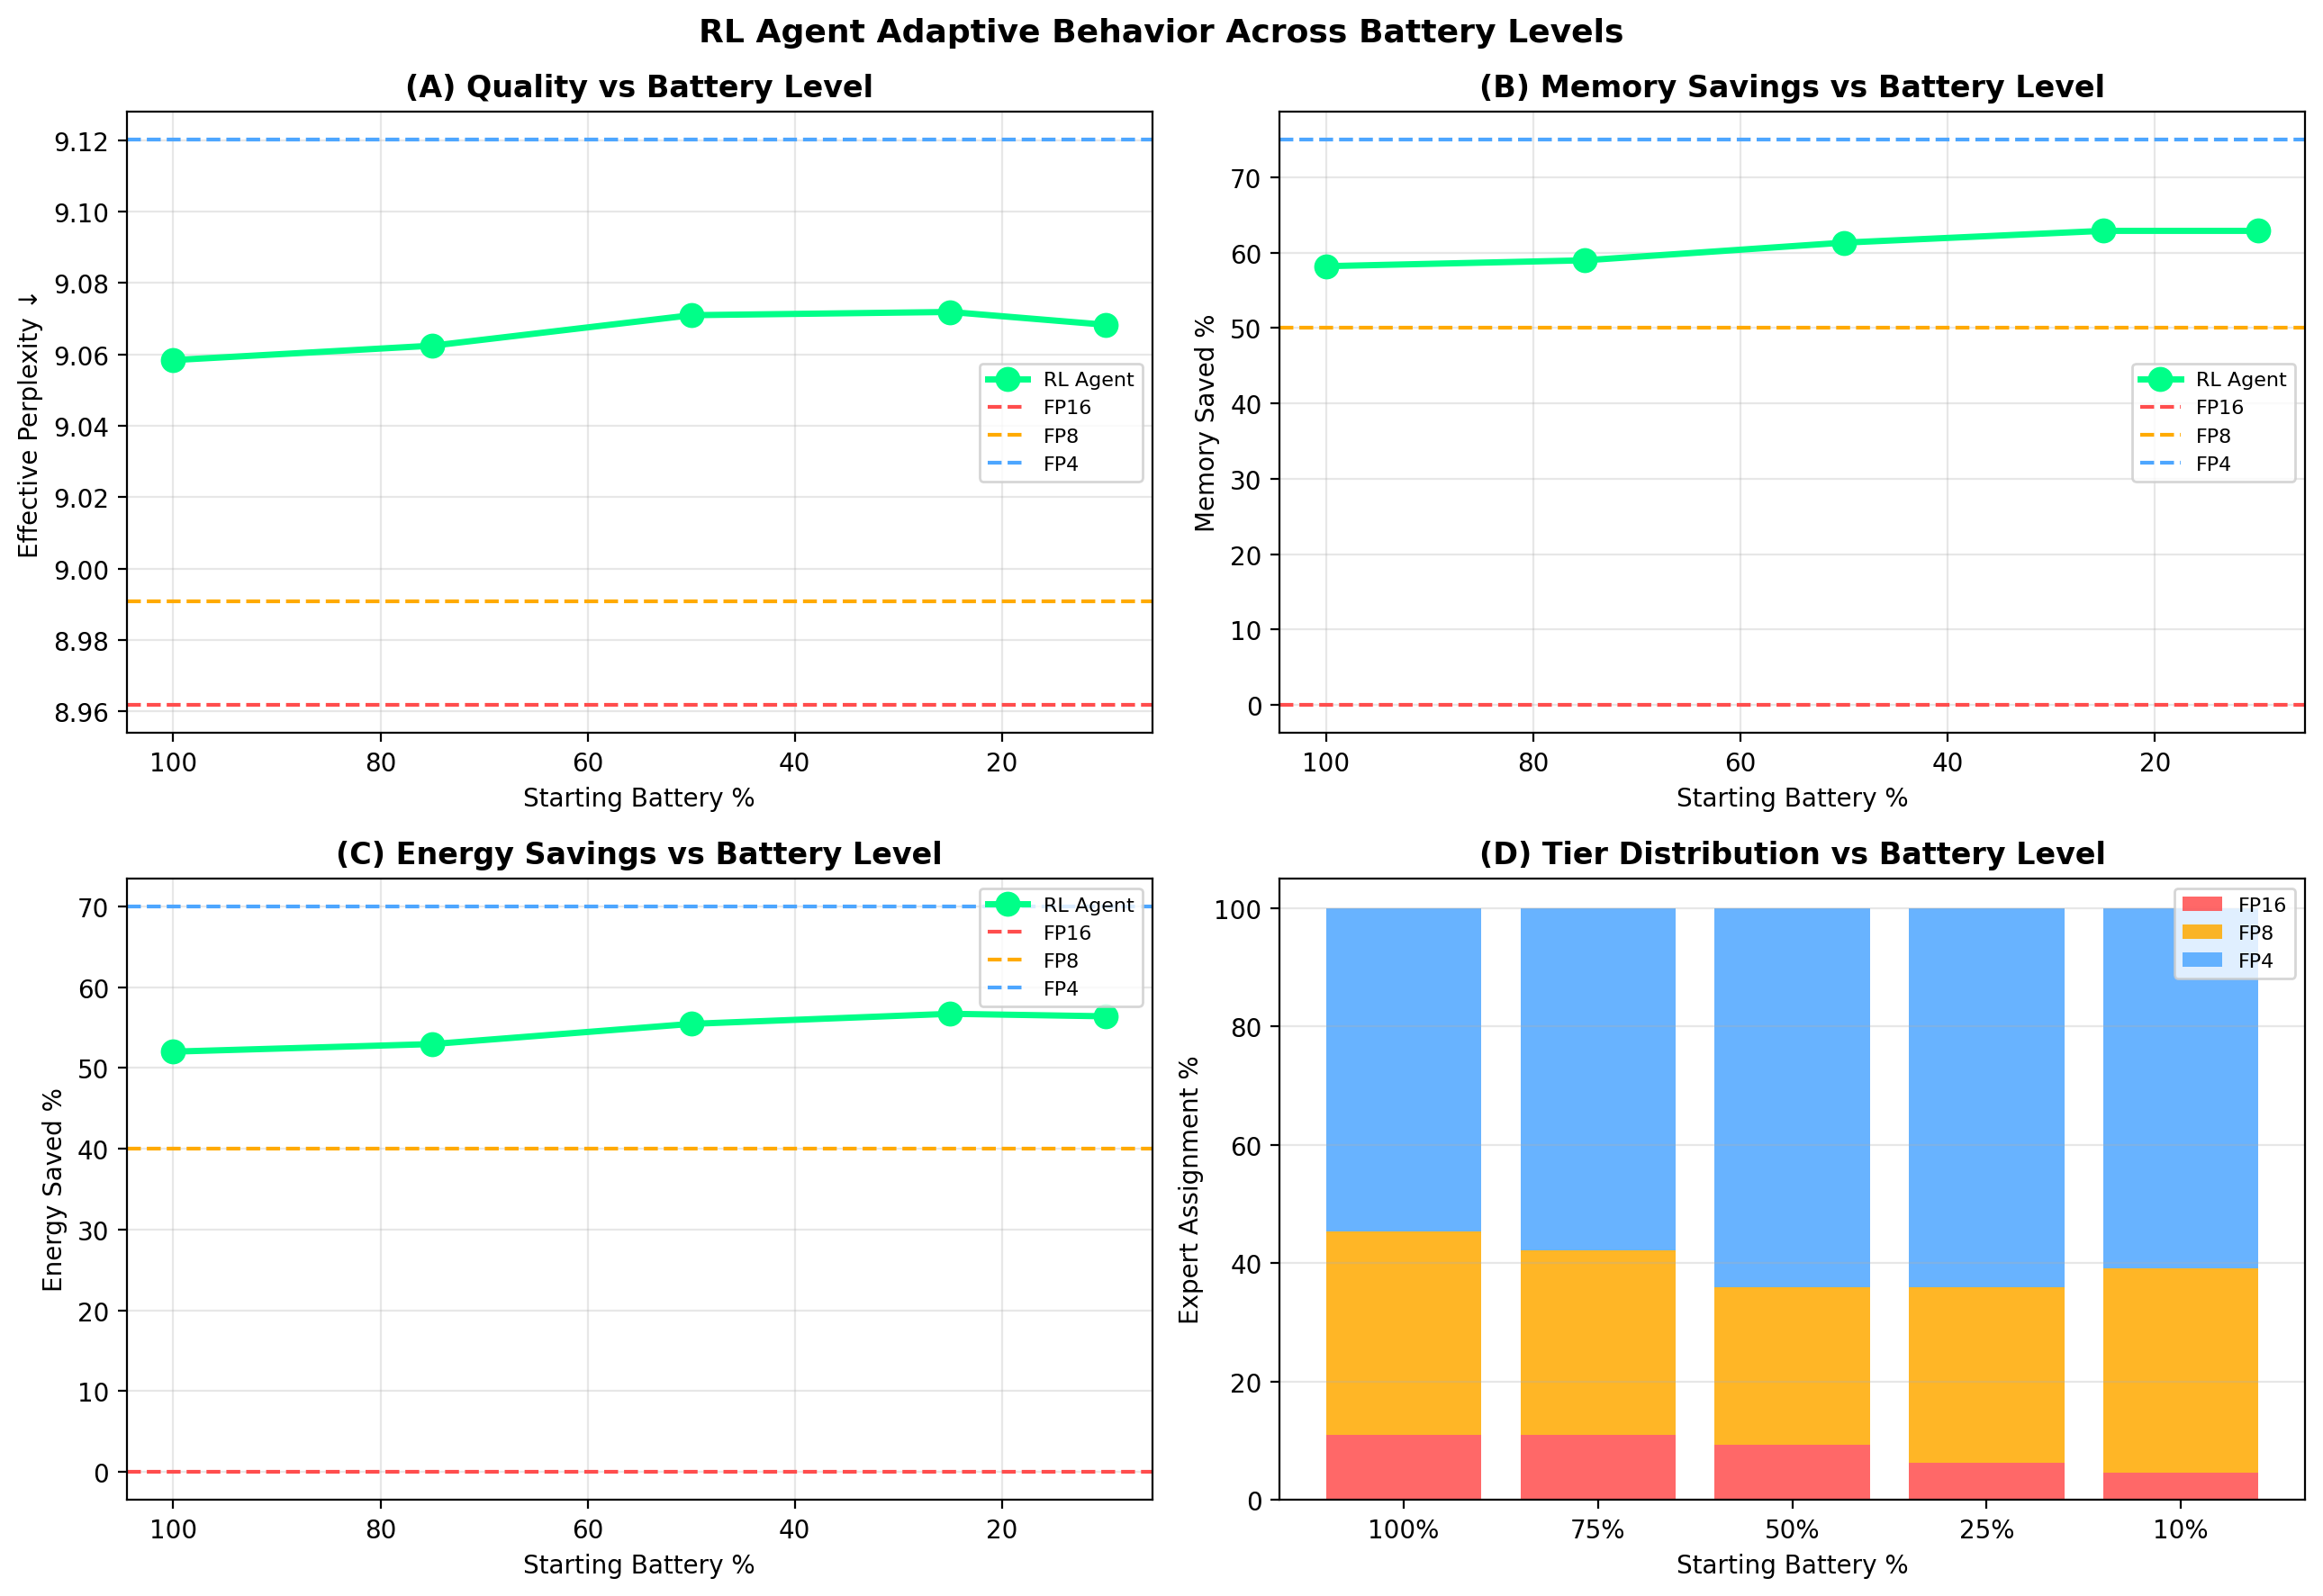 RL Agent Adaptive Behavior Across Battery Levels
(A) Quality vs Battery Level
9.12
9.10
9.08
9.06
9.04
9.02
9.00
8.98
8.96
Effective Perplexity ↓
RL Agent
FP16
FP8
FP4
100 80 60 40 20
Starting Battery %
(B) Memory Savings vs Battery Level
70
60
50
40
30
20
10
0
Memory Saved %
RL Agent
FP16
FP8
FP4
100 80 60 40 20
Starting Battery %
(C) Energy Savings vs Battery Level
70
60
50
40
30
20
10
0
Energy Saved %
RL Agent
FP16
FP8
FP4
100 80 60 40 20
Starting Battery %
(D) Tier Distribution vs Battery Level
100
80
60
40
20
0
Expert Assignment %
FP16
FP8
FP4
100% 75% 50% 25% 10%
Starting Battery %